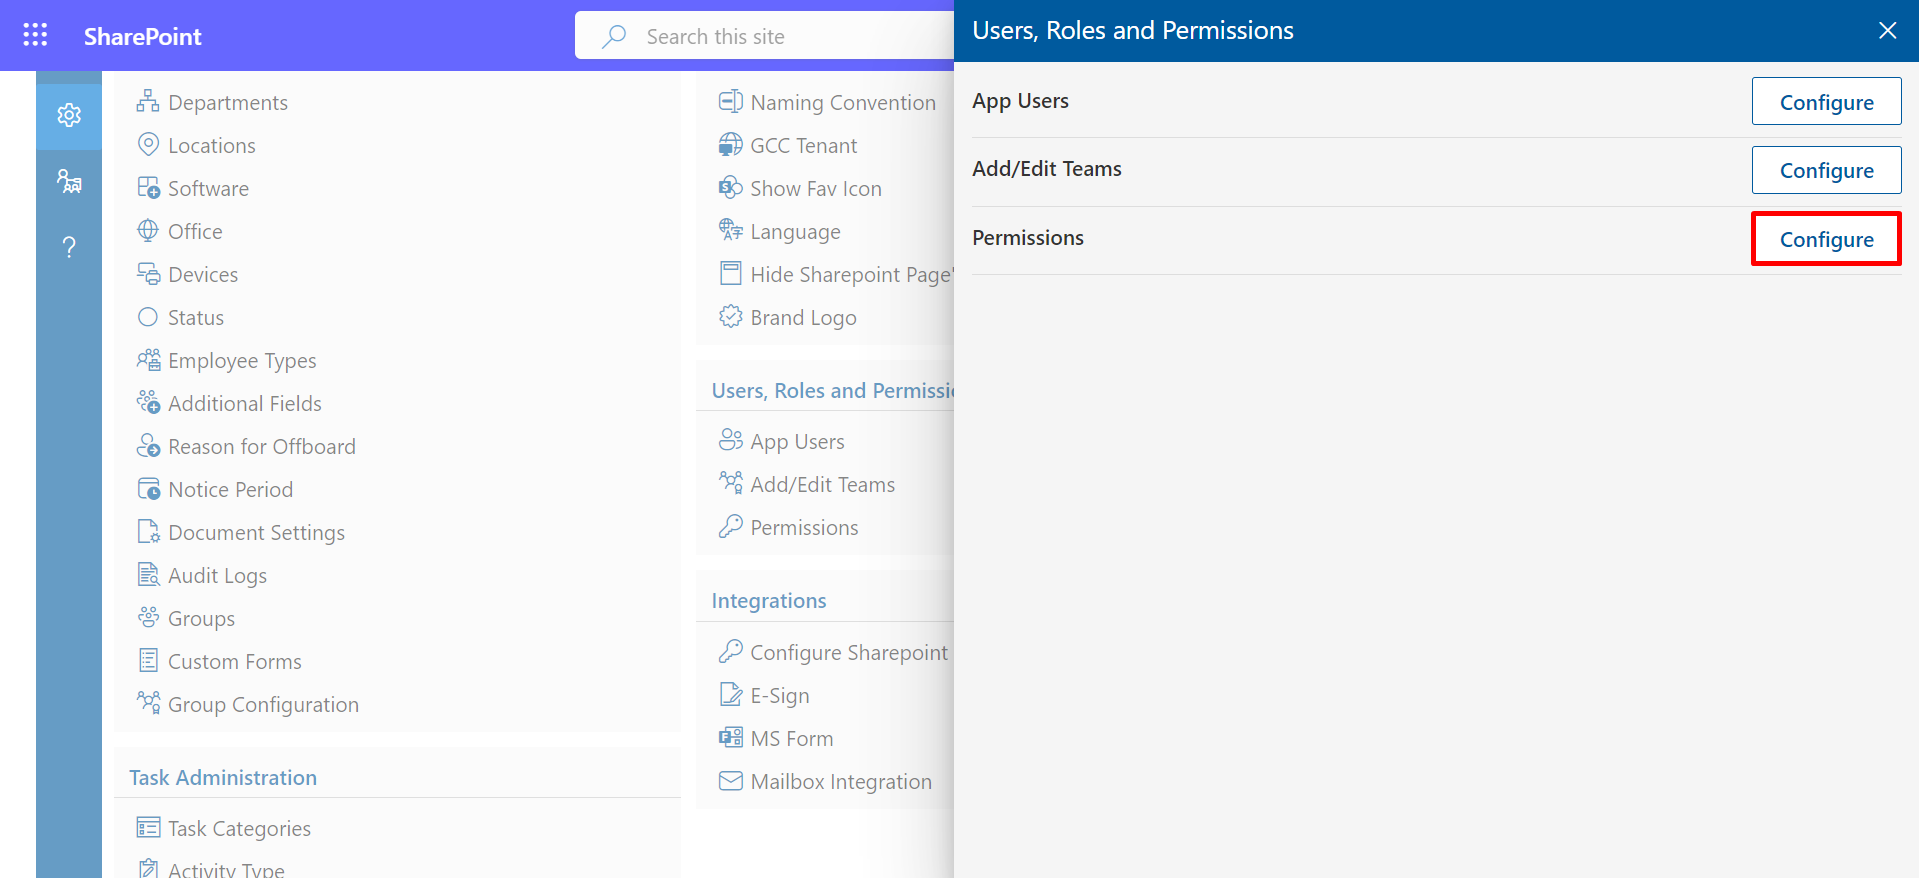 SharePoint
Search this site
Departments
Locations
Software
Office
Devices
Status
Employee Types
Additional Fields
Reason for Offboard
Notice Period
Document Settings
Audit Logs
Groups
Custom Forms
Group Configuration
Task Administration
Task Categories
Activity Type
Naming Convention
GCC Tenant
Show Fav Icon
Language
Hide Sharepoint Page'
Brand Logo
Users, Roles and Permissi
App Users
Add/Edit Teams
Permissions
Integrations
Configure Sharepoint
E-Sign
MS Form
Mailbox Integration
Users, Roles and Permissions
App Users
Configure
Add/Edit Teams
Configure
Permissions
Configure